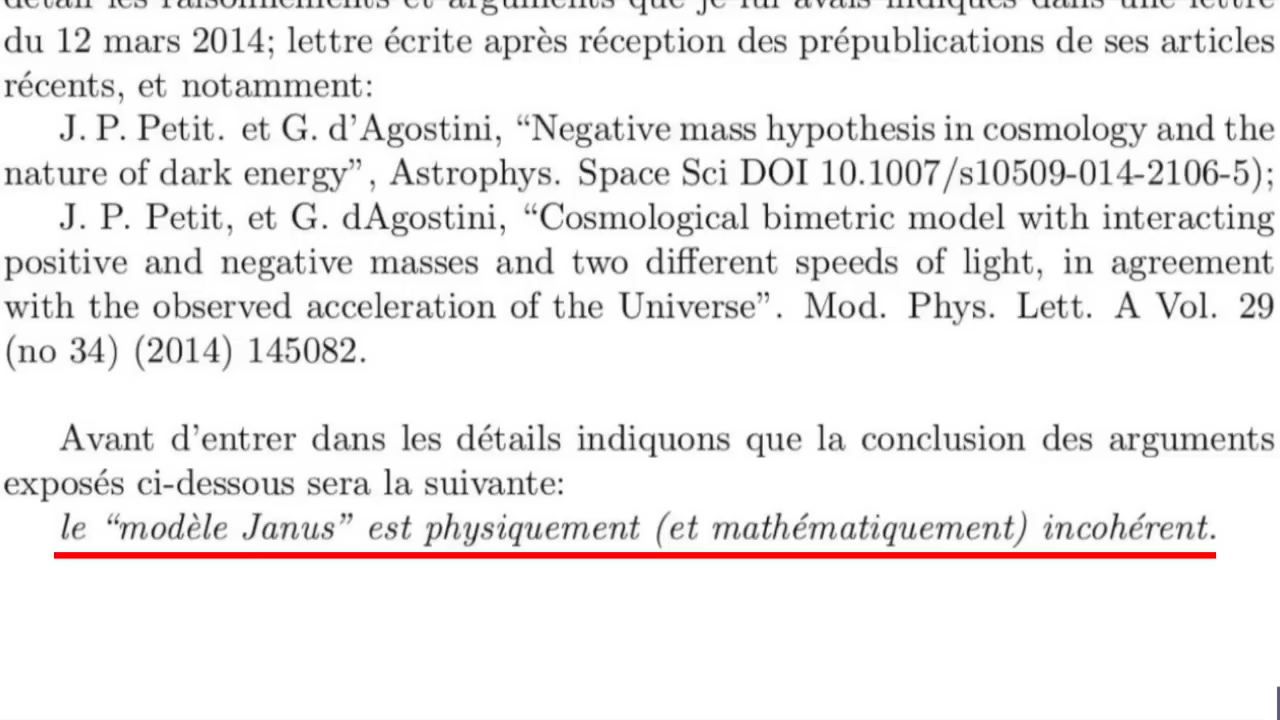 détail les raisonnements et arguments que je lui avais indiqués dans une lettre
du 12 mars 2014; lettre écrite après réception des prépublications de ses articles
récents, et notamment:
J. P. Petit. et G. d'Agostini, “Negative mass hypothesis in cosmology and the
nature of dark energy”, Astrophys. Space Sci DOI 10.1007/s10509-014-2106-5);
J. P. Petit, et G. dAgostini, “Cosmological bimetric model with interacting
positive and negative masses and two different speeds of light, in agreement
with the observed acceleration of the Universe”. Mod. Phys. Lett. A Vol. 29
(no 34) (2014) 145082.
Avant d'entrer dans les détails indiquons que la conclusion des arguments
exposés ci-dessous sera la suivante:
le “modèle Janus” est physiquement (et mathématiquement) incohérent.